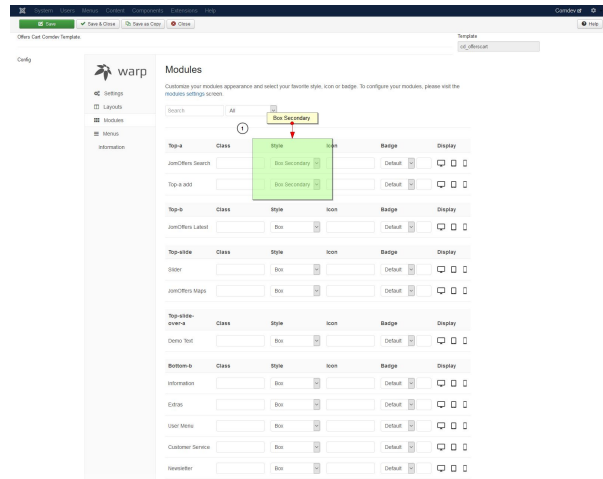 System Users Menus Content Components Extensions Help
Comdev
Save Save & Close Save as Copy Close Help
Offers Cart Comdev Template
Template
cd_offerscart
Config
warp
Settings
Layouts
Modules
Menus
Information
Modules
Customize your modules appearance and select your favorite style, icon or badge. To configure your modules, please visit the
modules settings screen.
Search All
Box Secondary
1
Top-a Class Style Icon Badge Display
JomOffers Search Box Secondary Default
Top-a add Box Secondary Default
Top-b Class Style Icon Badge Display
JomOffers Latest Box Default
Top-slide Class Style Icon Badge Display
Slider Box Default
JomOffers Maps Box Default
Top-slide-
over-a Class Style Icon Badge Display
Demo Text Box Default
Bottom-b Class Style Icon Badge Display
Information Box Default
Extras Box Default
User Menu Box Default
Customer Service Box Default
Newsletter Box Default